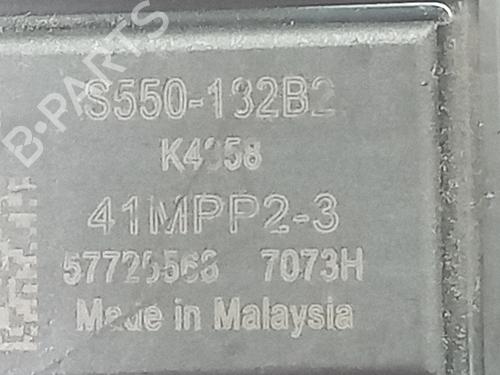 B-PARTS
S550-132B2
K4358
41MPP2-3
57725568 7073H
Made in Malaysia